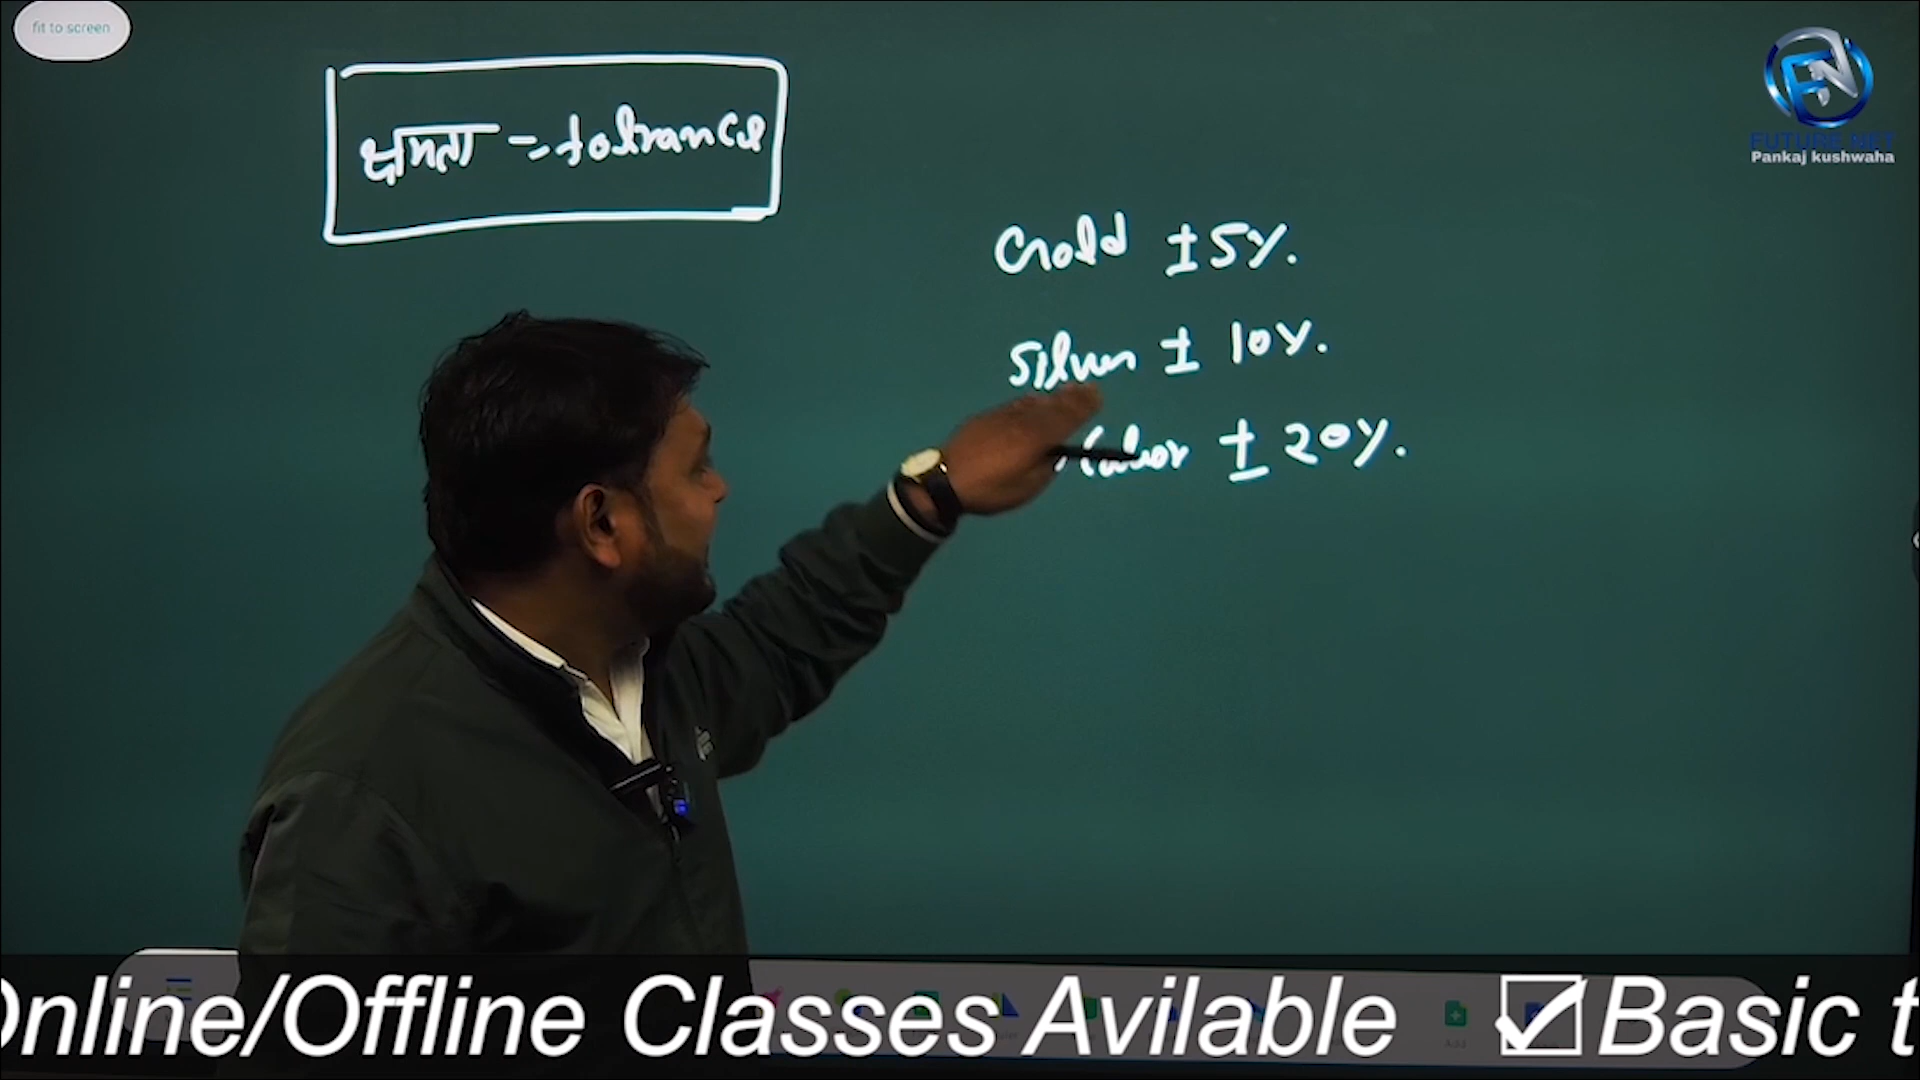 fit to screen
क्षमता = tolrance
FUTURE NET
Pankaj kushwaha
Gold ±5%.
Silver ± 10%.
± 20%.
Online/Offline Classes Avilable ☑Basic t
Add